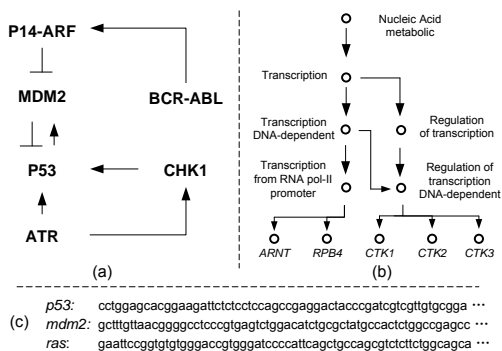 P14-ARF
MDM2
BCR-ABL
P53
CHK1
ATR
(a)
Nucleic Acid
metabolic
Transcription
Transcription
DNA-dependent
Regulation
of transcription
Transcription
from RNA pol-II
promoter
Regulation of
transcription
DNA-dependent
ARNT
RPB4
CTK1
CTK2
CTK3
(b)
(c)
p53: cctggagcacggaagattctctcctccagccgaggactacccgatcgtcgttgtgcgga ···
mdm2: gctttgttaacggggcctcccgtgagtctggacatctgcgctatgccactctggccgagcc ···
ras: gaattccggtgtgtgggaccgtgggatccccattcagctgccagcgtctttctggcagca ···